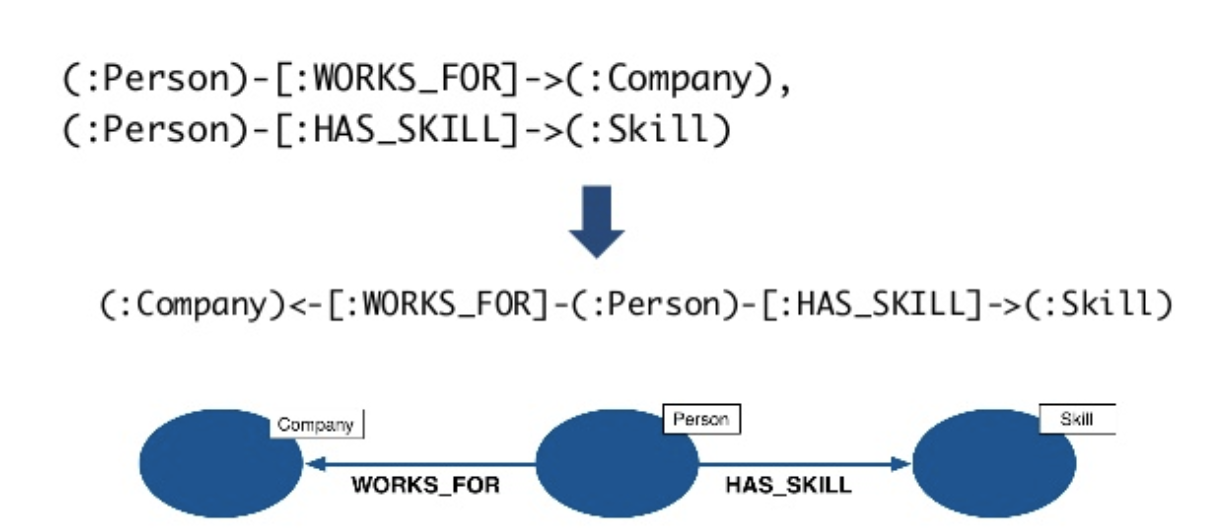 (:Person)-[:WORKS_FOR]->(:Company),
(:Person)-[:HAS_SKILL]->(:Skill)
(:Company)<-[:WORKS_FOR]-(:Person)-[:HAS_SKILL]->(:Skill)
Company
Person
Skill
WORKS_FOR
HAS_SKILL